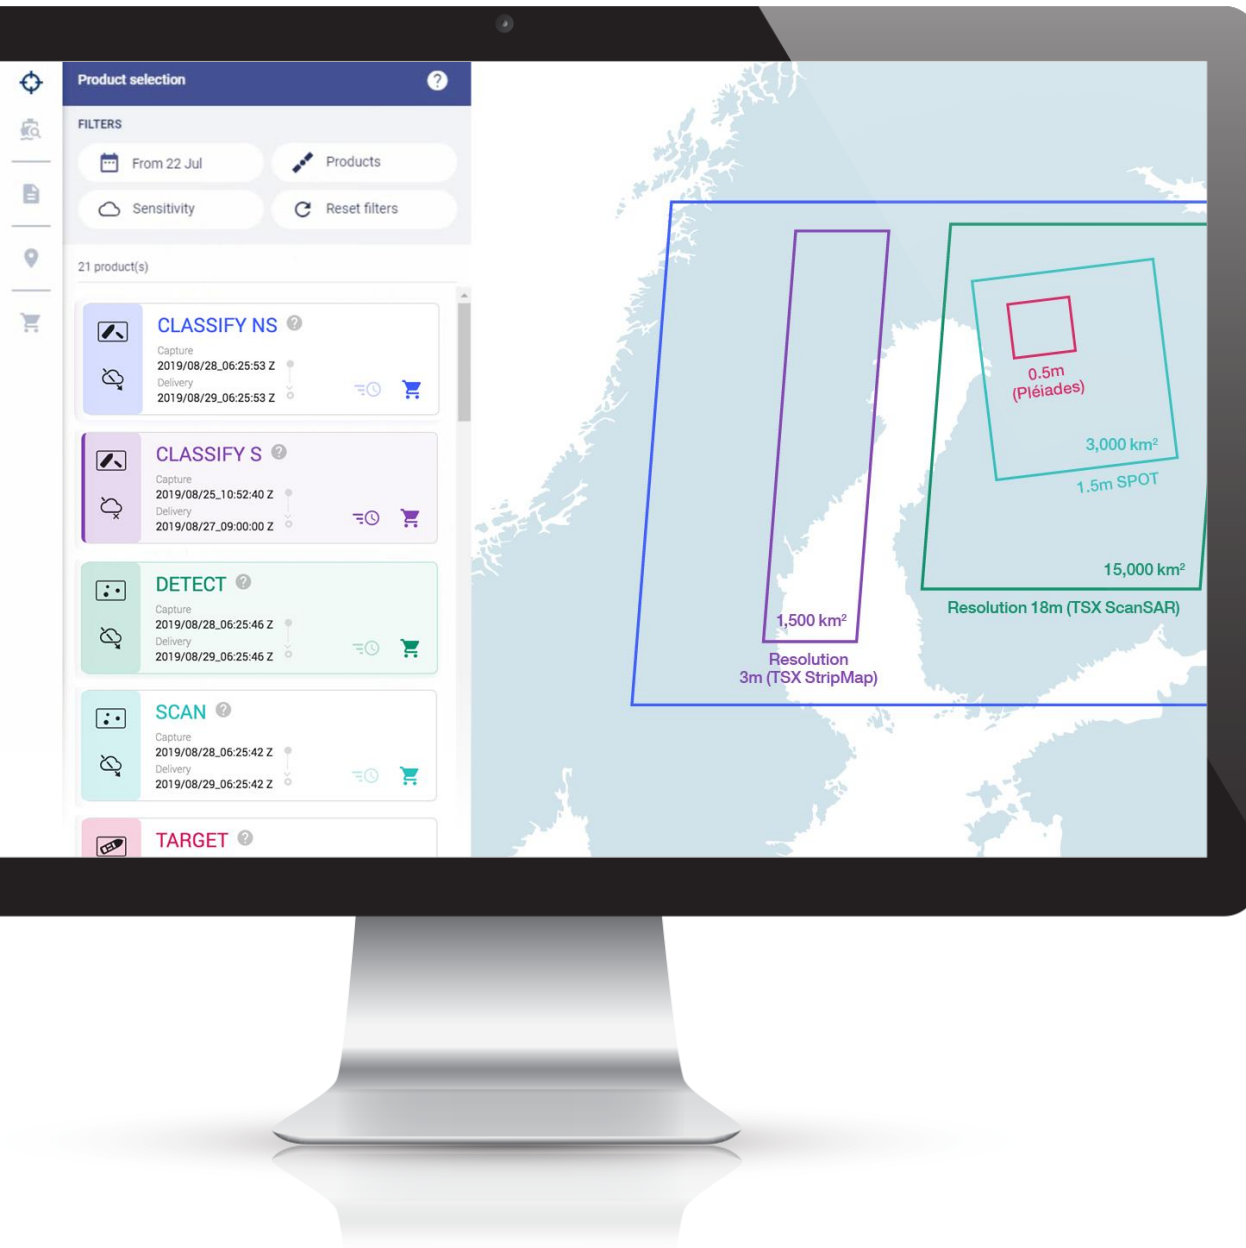 Product selection
?
FILTERS
From 22 Jul
Products
Sensitivity
Reset filters
21 product(s)
CLASSIFY NS ?
Capture
2019/08/28_06:25:53 Z
Delivery
2019/08/29_06:25:53 Z
CLASSIFY S ?
Capture
2019/08/25_10:52:40 Z
Delivery
2019/08/27_09:00:00 Z
DETECT ?
Capture
2019/08/28_06:25:46 Z
Delivery
2019/08/29_06:25:46 Z
SCAN ?
Capture
2019/08/28_06:25:42 Z
Delivery
2019/08/29_06:25:42 Z
TARGET ?
0.5m
(Pléiades)
3,000 km²
1.5m SPOT
15,000 km²
Resolution 18m (TSX ScanSAR)
1,500 km²
Resolution
3m (TSX StripMap)